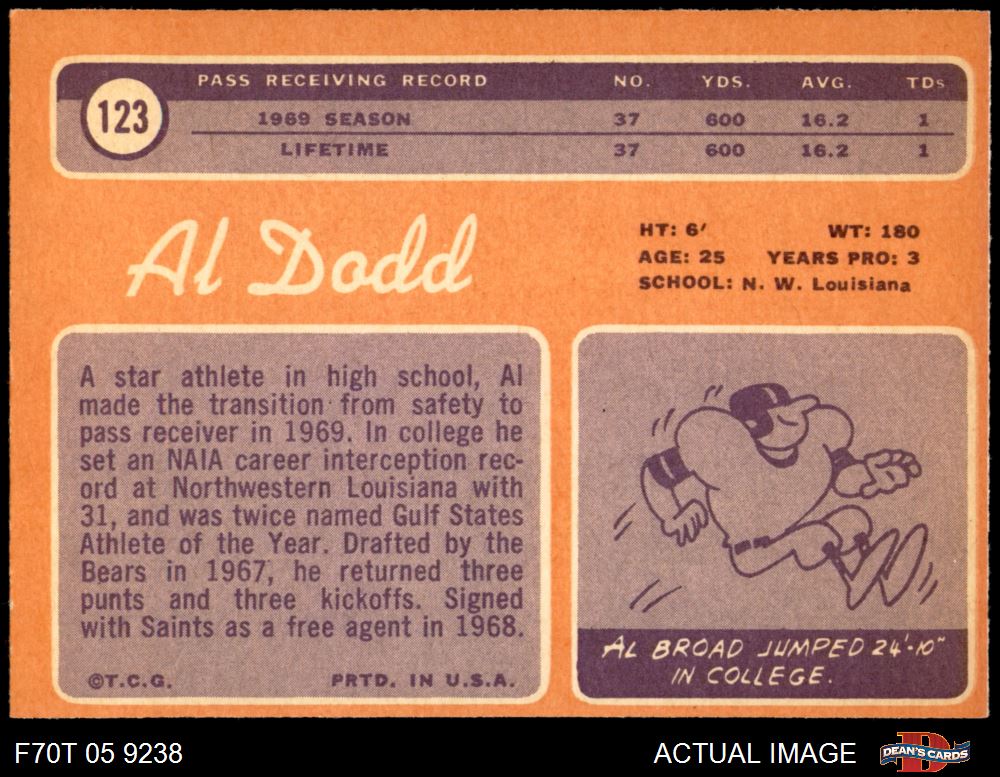 123
PASS RECEIVING RECORD NO. YDS. AVG. TDs
1969 SEASON 37 600 16.2 1
LIFETIME 37 600 16.2 1
Al Dodd
HT: 6' WT: 180
AGE: 25 YEARS PRO: 3
SCHOOL: N. W. Louisiana
A star athlete in high school, Al
made the transition from safety to
pass receiver in 1969. In college he
set an NAIA career interception rec-
ord at Northwestern Louisiana with
31, and was twice named Gulf States
Athlete of the Year. Drafted by the
Bears in 1967, he returned three
punts and three kickoffs. Signed
with Saints as a free agent in 1968.
©T.C.G. PRTD. IN U.S.A.
AL BROAD JUMPED 24'-10"
IN COLLEGE.
F70T 05 9238 ACTUAL IMAGE DEAN'S CARDS